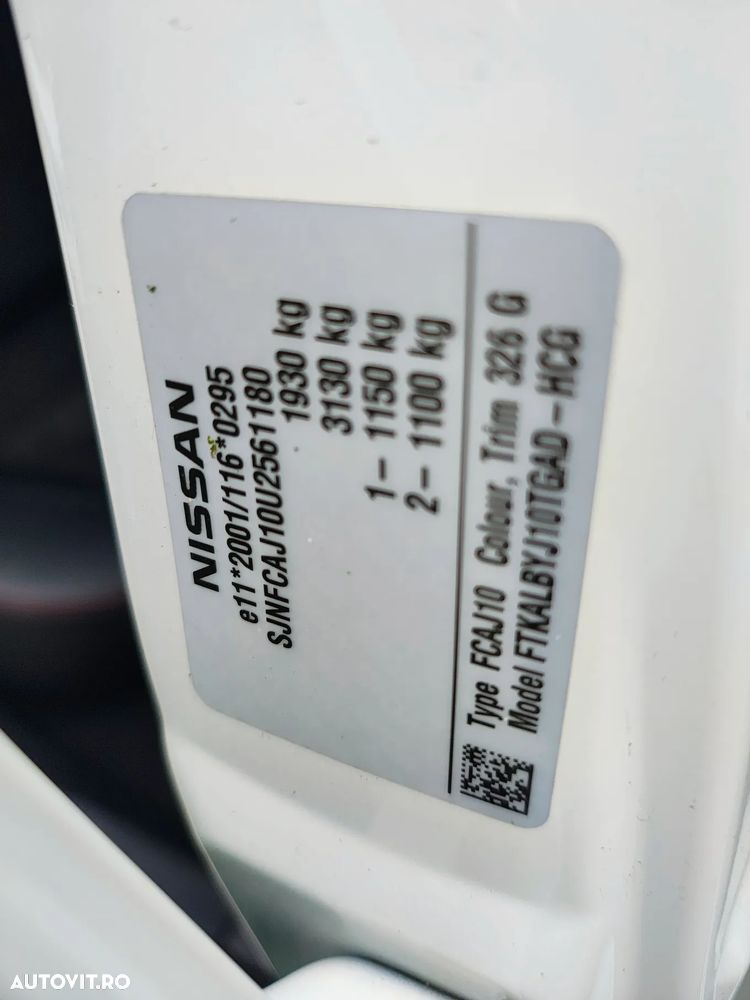 NISSAN
e11*2001/116*0295
SJNFCAJ10U2561180
1930 kg
3130 kg
1– 1150 kg
2– 1100 kg
Type FCAJ10 Colour, Trim 326 G
Model FTKALBYJ10TGAD–HCG
AUTOVIT.RO